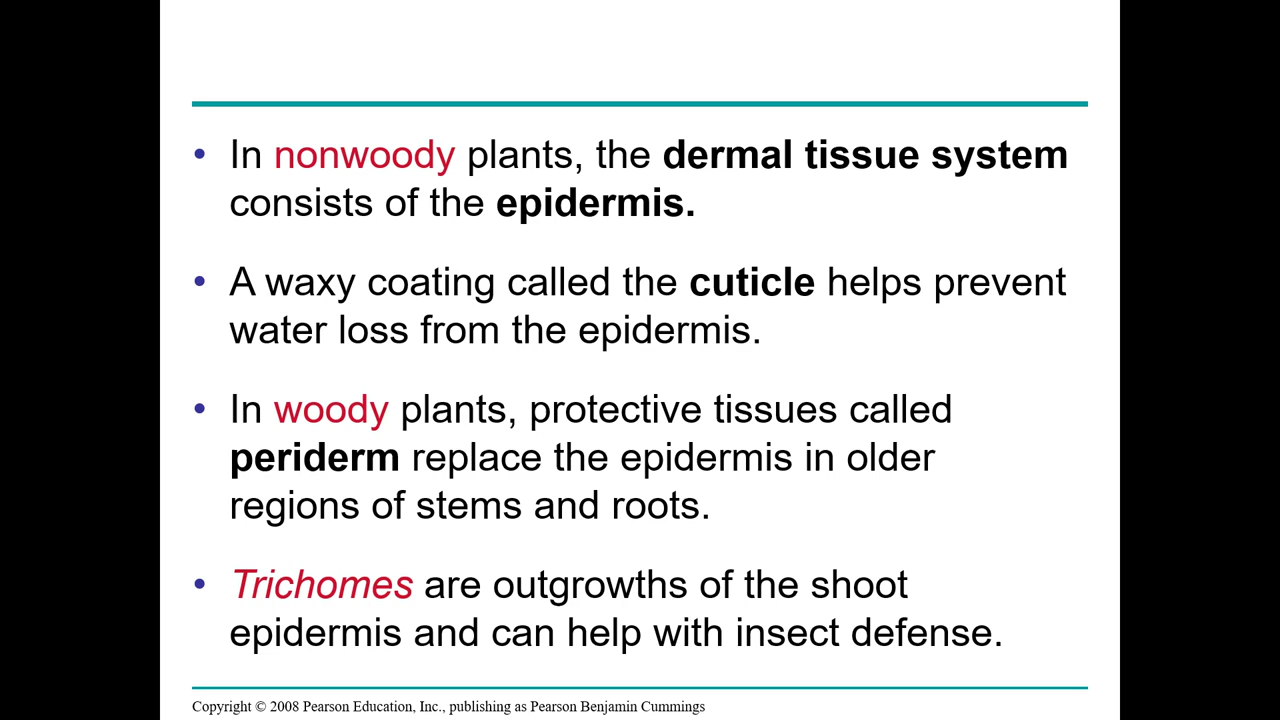 • In nonwoody plants, the dermal tissue system
consists of the epidermis.
• A waxy coating called the cuticle helps prevent
water loss from the epidermis.
• In woody plants, protective tissues called
periderm replace the epidermis in older
regions of stems and roots.
• Trichomes are outgrowths of the shoot
epidermis and can help with insect defense.
Copyright © 2008 Pearson Education, Inc., publishing as Pearson Benjamin Cummings